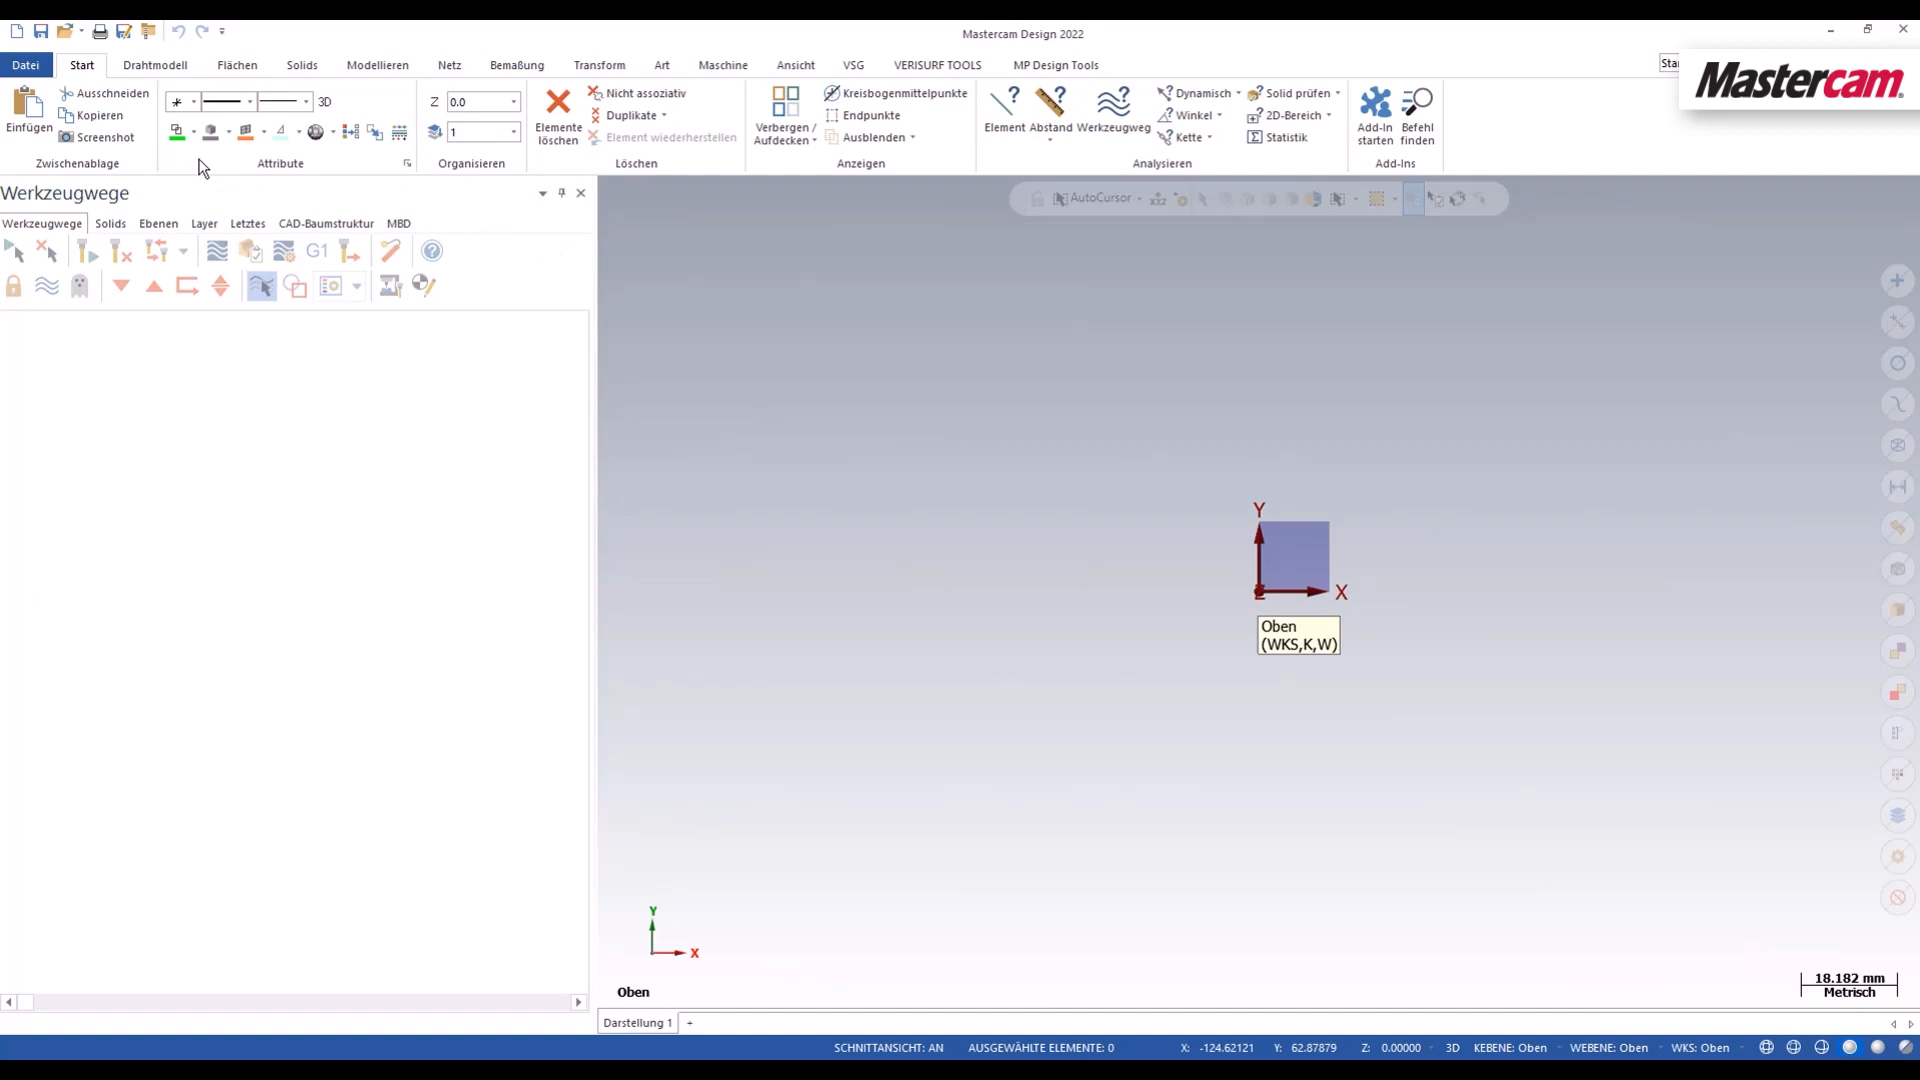 Mastercam Design 2022
Datei Start Drahtmodell Flächen Solids Modellieren Netz Bemaßung Transform Art Maschine Ansicht VSG VERISURF TOOLS MP Design Tools
Mastercam
Einfügen
Ausschneiden
Kopieren
Screenshot
Zwischenablage
3D
Attribute
Z 0.0
1
Organisieren
Elemente
löschen
Nicht assoziativ
Duplikate
Element wiederherstellen
Löschen
Verbergen /
Aufdecken
Kreisbogenmittelpunkte
Endpunkte
Ausblenden
Anzeigen
Element Abstand Werkzeugweg
Dynamisch
Winkel
Kette
Solid prüfen
2D-Bereich
Statistik
Analysieren
Add-In
starten
Befehl
finden
Add-Ins
Werkzeugwege
Werkzeugwege Solids Ebenen Layer Letztes CAD-Baumstruktur MBD
G1
AutoCursor
XYZ
Y
X
Z
Oben
(WKS,K,W)
Y
X
Oben
18.182 mm
Metrisch
Darstellung 1 +
SCHNITTANSICHT: AN AUSGEWÄHLTE ELEMENTE: 0 X: -124.62121 Y: 62.87879 Z: 0.00000 3D KEBENE: Oben WEBENE: Oben WKS: Oben